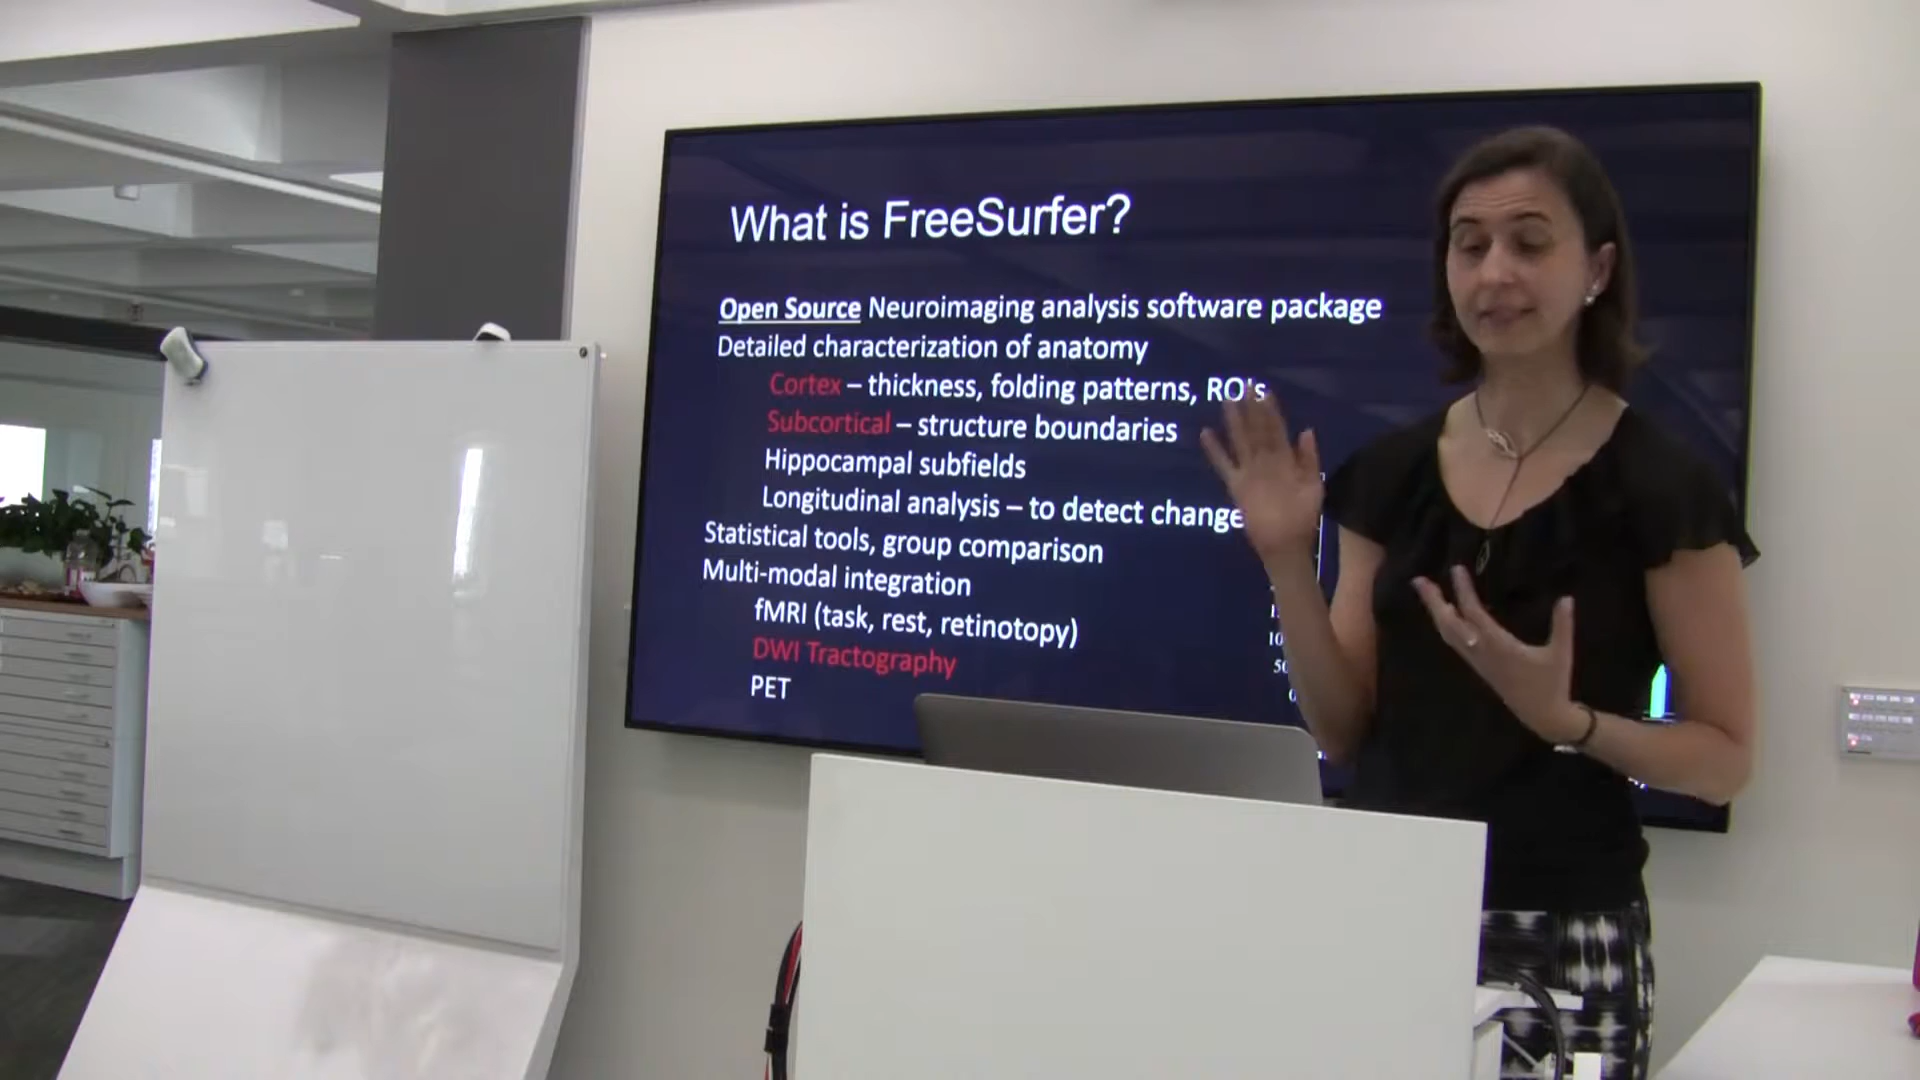 What is FreeSurfer?
Open Source Neuroimaging analysis software package
Detailed characterization of anatomy
Cortex – thickness, folding patterns,
Subcortical – structure boundaries
Hippocampal subfields
Longitudinal analysis – to detect change
Statistical tools, group comparison
Multi-modal integration
fMRI (task, rest, retinotopy)
DWI Tractography
PET